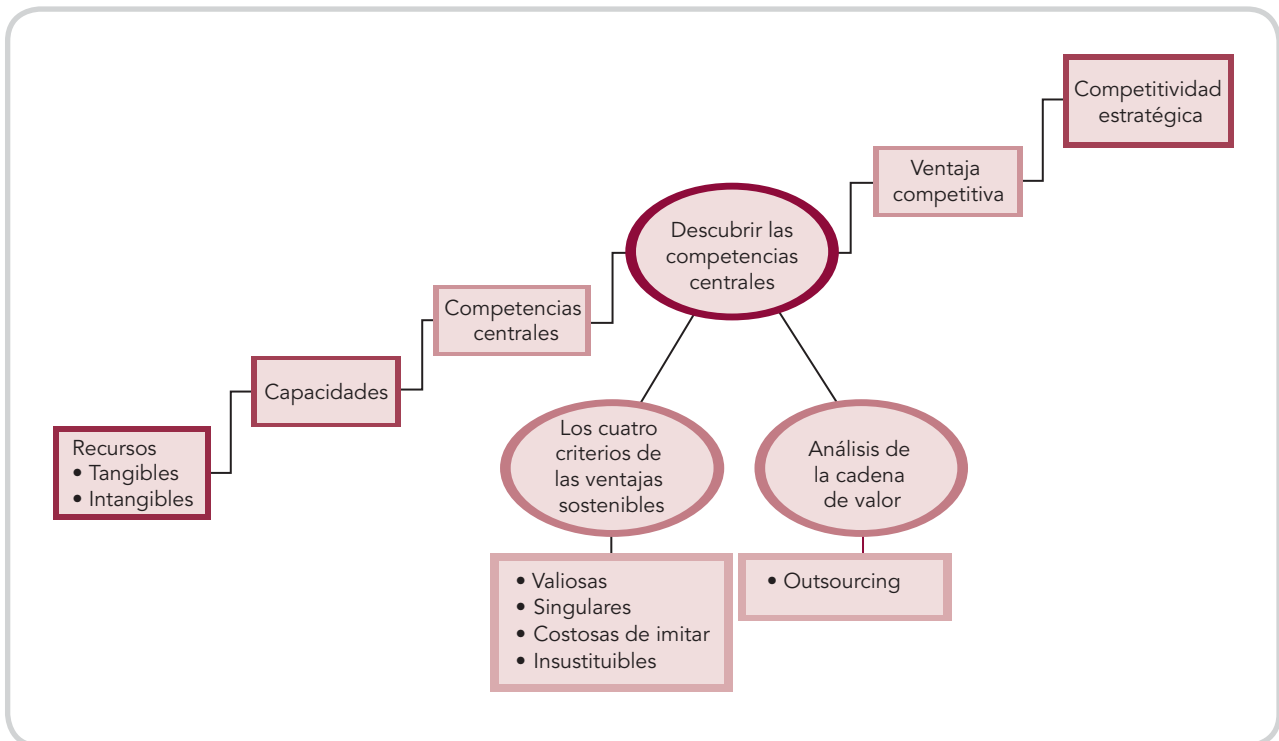 Competitividad
estratégica
Ventaja
competitiva
Descubrir las
competencias
centrales
Competencias
centrales
Capacidades
Recursos
• Tangibles
• Intangibles
Los cuatro
criterios de
las ventajas
sostenibles
Análisis de
la cadena
de valor
• Valiosas
• Singulares
• Costosas de imitar
• Insustituibles
• Outsourcing